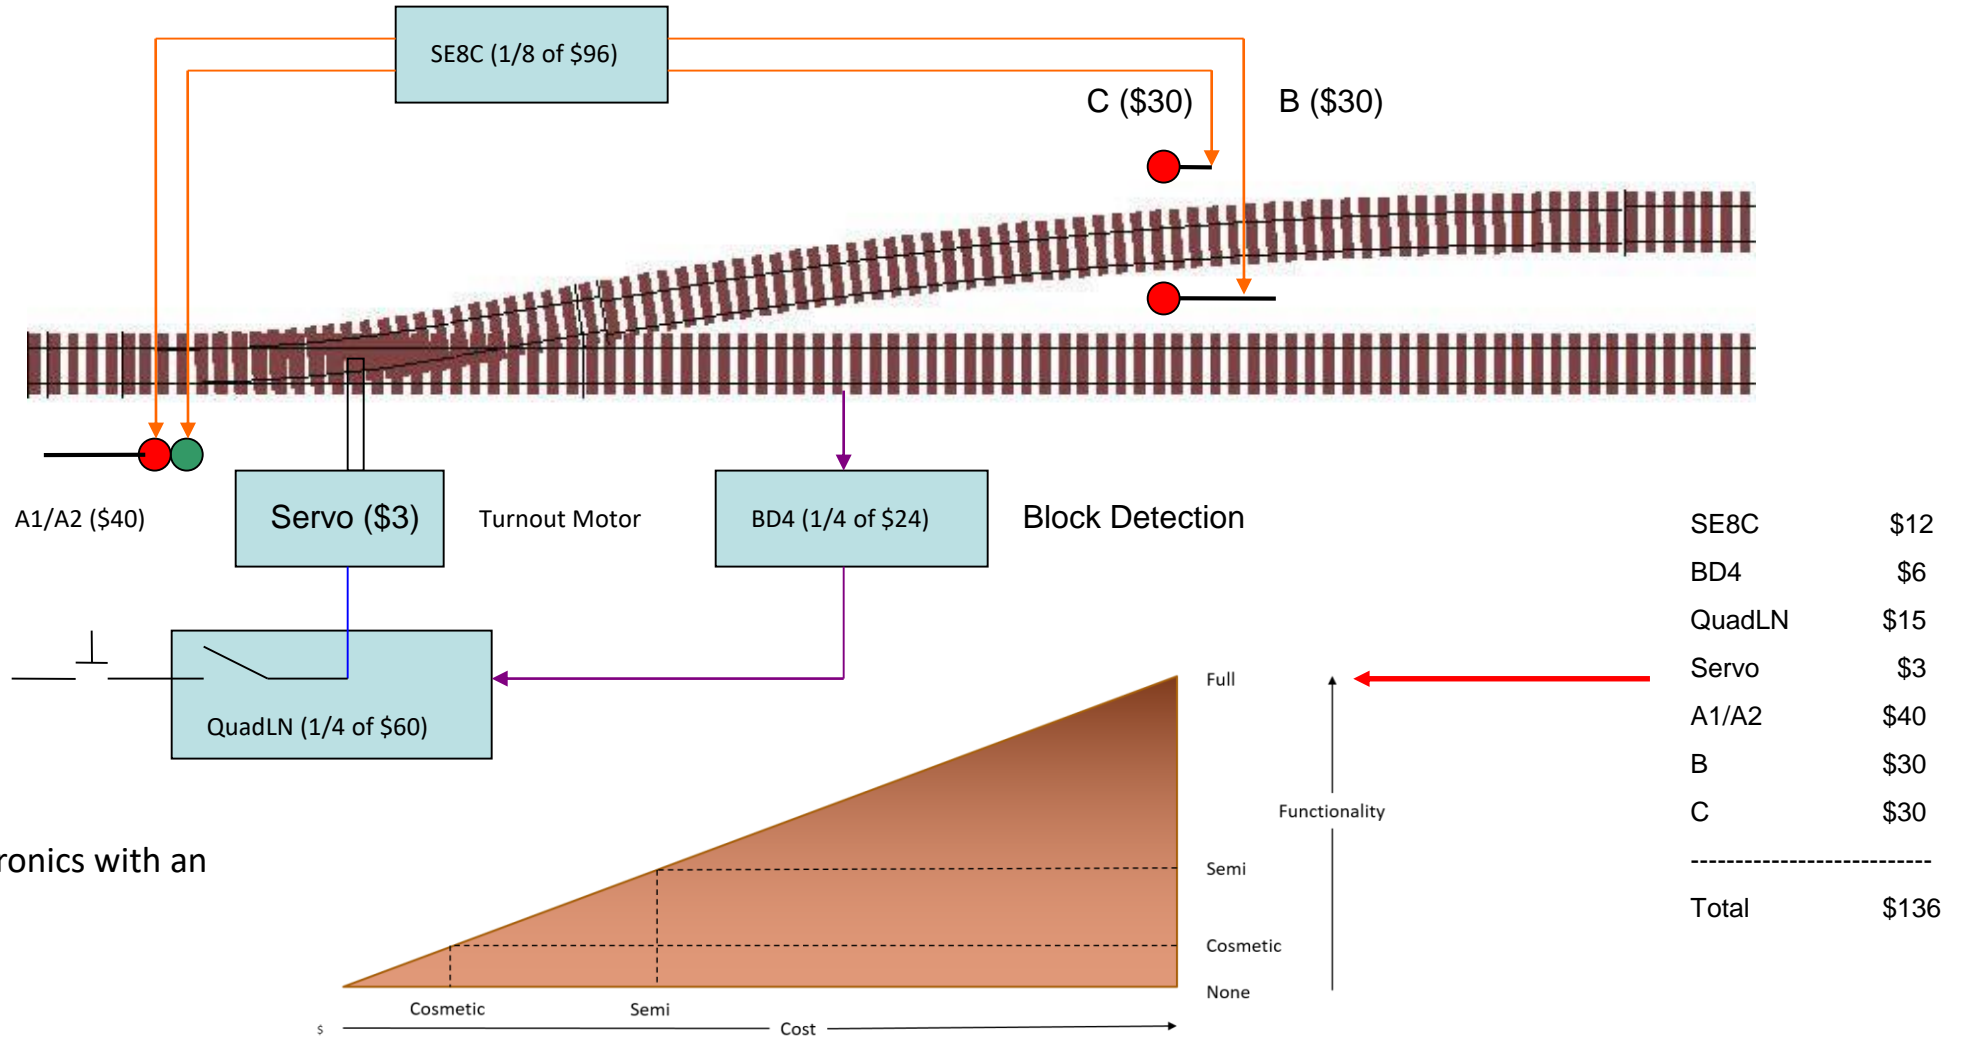 SE8C (1/8 of $96)
C ($30)
B ($30)
A1/A2 ($40)
Servo ($3)
Turnout Motor
BD4 (1/4 of $24)
Block Detection
QuadLN (1/4 of $60)
ronics with an
Full
Semi
Cosmetic
None
Functionality
Cosmetic
Semi
$
Cost
SE8C $12
BD4 $6
QuadLN $15
Servo $3
A1/A2 $40
B $30
C $30
---------------------------
Total $136